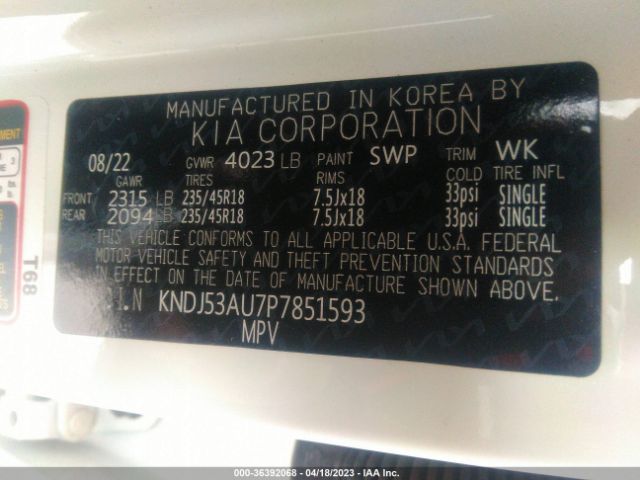 MANUFACTURED IN KOREA BY
KIA CORPORATION
08/22 GVWR 4023 LB PAINT SWP TRIM WK
GAWR TIRES RIMS COLD TIRE INFL
FRONT 2315 LB 235/45R18 7.5Jx18 33psi SINGLE
REAR 2094 LB 235/45R18 7.5Jx18 33psi SINGLE
THIS VEHICLE CONFORMS TO ALL APPLICABLE U.S.A. FEDERAL
MOTOR VEHICLE SAFETY AND THEFT PREVENTION STANDARDS
IN EFFECT ON THE DATE OF MANUFACTURE SHOWN ABOVE.
V.I.N KNDJ53AU7P7851593
MPV
T68
3
000-36392068 - 04/18/2023 - IAA Inc.